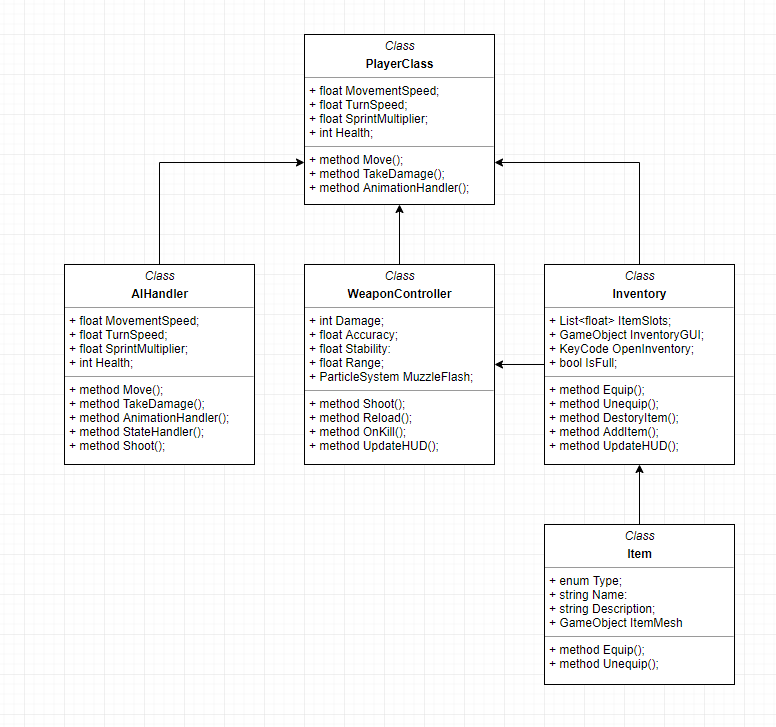 Class
PlayerClass
+ float MovementSpeed;
+ float TurnSpeed;
+ float SprintMultiplier;
+ int Health;
+ method Move();
+ method TakeDamage();
+ method AnimationHandler();
Class
AIHandler
+ float MovementSpeed;
+ float TurnSpeed;
+ float SprintMultiplier;
+ int Health;
+ method Move();
+ method TakeDamage();
+ method AnimationHandler();
+ method StateHandler();
+ method Shoot();
Class
WeaponController
+ int Damage;
+ float Accuracy;
+ float Stability:
+ float Range;
+ ParticleSystem MuzzleFlash;
+ method Shoot();
+ method Reload();
+ method OnKill();
+ method UpdateHUD();
Class
Inventory
+ List<float> ItemSlots;
+ GameObject InventoryGUI;
+ KeyCode OpenInventory;
+ bool IsFull;
+ method Equip();
+ method Unequip();
+ method DestoryItem();
+ method AddItem();
+ method UpdateHUD();
Class
Item
+ enum Type;
+ string Name:
+ string Description;
+ GameObject ItemMesh
+ method Equip();
+ method Unequip();